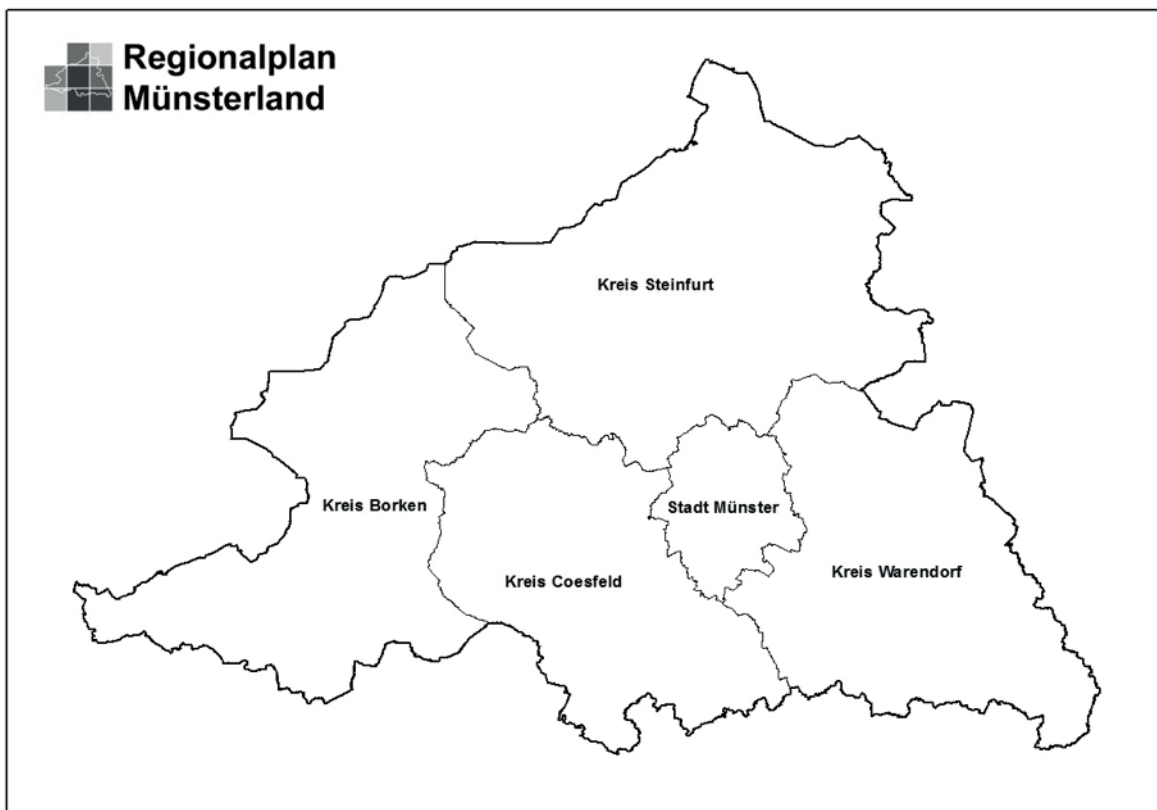 Regionalplan
Münsterland
Kreis Steinfurt
Kreis Borken
Stadt Münster
Kreis Coesfeld
Kreis Warendorf